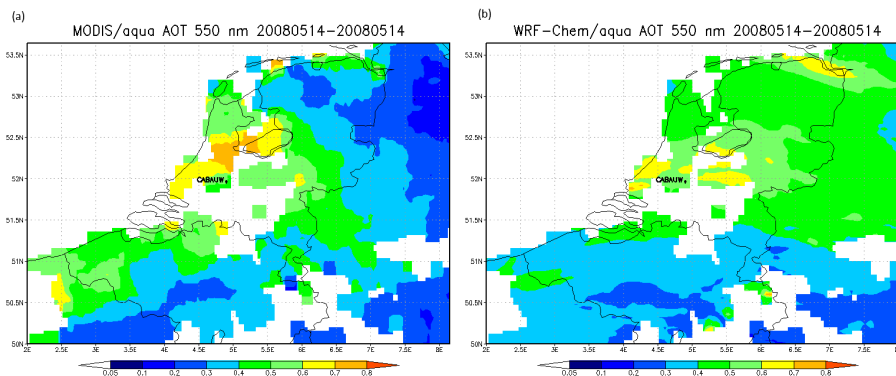 (a)
MODIS/aqua AOT 550 nm 20080514-20080514
53.5N
53N
52.5N
52N
51.5N
51N
50.5N
50N
CABAUW
2E 2.5E 3E 3.5E 4E 4.5E 5E 5.5E 6E 6.5E 7E 7.5E 8E
0.05 0.1 0.2 0.3 0.4 0.5 0.6 0.7 0.8
(b)
WRF-Chem/aqua AOT 550 nm 20080514-20080514
53.5N
53N
52.5N
52N
51.5N
51N
50.5N
50N
CABAUW
2E 2.5E 3E 3.5E 4E 4.5E 5E 5.5E 6E 6.5E 7E 7.5E
0.05 0.1 0.2 0.3 0.4 0.5 0.6 0.7 0.8